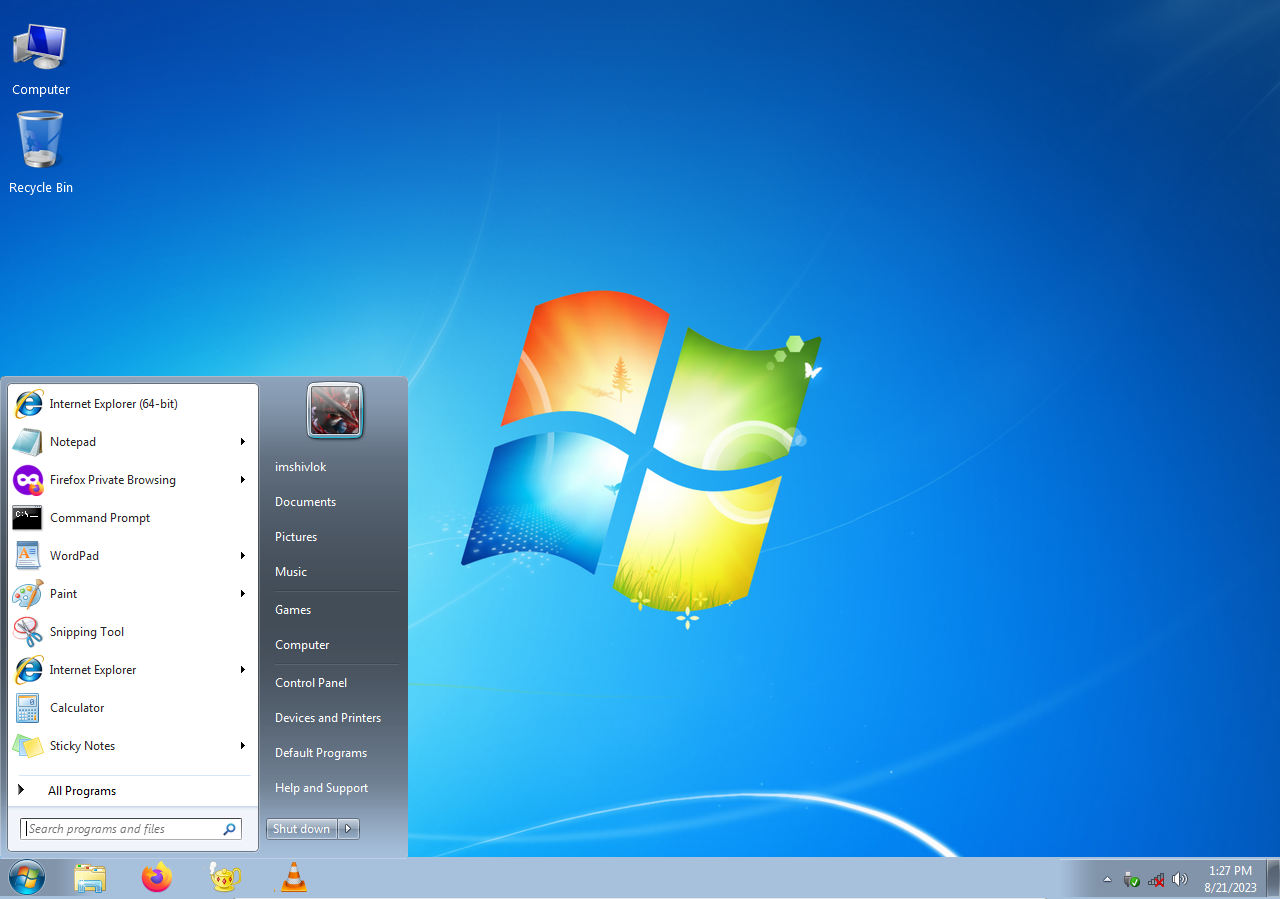 Computer
Recycle Bin
Internet Explorer (64-bit)
Notepad
Firefox Private Browsing
C:\
Command Prompt
WordPad
Paint
Snipping Tool
Internet Explorer
Calculator
Sticky Notes
All Programs
Search programs and files
imshivlok
Documents
Pictures
Music
Games
Computer
Control Panel
Devices and Printers
Default Programs
Help and Support
Shut down
1:27 PM
8/21/2023